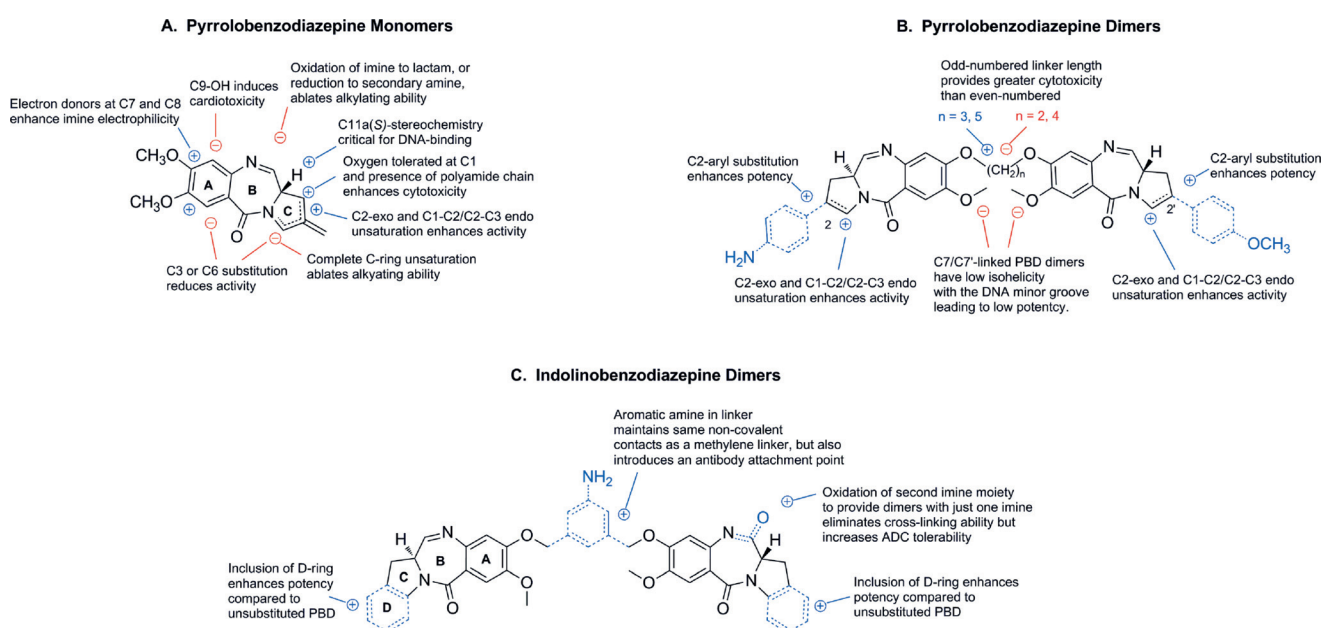 A. Pyrrolobenzodiazepine Monomers
Oxidation of imine to lactam, or
reduction to secondary amine,
ablates alkylating ability
C9-OH induces
cardiotoxicity
Electron donors at C7 and C8
enhance imine electrophilicity
C11a(S)-stereochemistry
critical for DNA-binding
Oxygen tolerated at C1
and presence of polyamide chain
enhances cytotoxicity
C2-exo and C1-C2/C2-C3 endo
unsaturation enhances activity
Complete C-ring unsaturation
ablates alkyating ability
C3 or C6 substitution
reduces activity
CH3O
CH3O
A
B
C
N
H
N
O
B. Pyrrolobenzodiazepine Dimers
Odd-numbered linker length
provides greater cytotoxicity
than even-numbered
n = 3, 5
n = 2, 4
C2-aryl substitution
enhances potency
C2-aryl substitution
enhances potency
H
N
O
(CH2)n
O
N
H
N
O
O
O
N
O
2
2'
H2N
OCH3
C2-exo and C1-C2/C2-C3 endo
unsaturation enhances activity
C7/C7'-linked PBD dimers
have low isohelicity
with the DNA minor groove
leading to low potentcy.
C2-exo and C1-C2/C2-C3 endo
unsaturation enhances activity
C. Indolinobenzodiazepine Dimers
Aromatic amine in linker
maintains same non-covalent
contacts as a methylene linker, but also
introduces an antibody attachment point
NH2
Oxidation of second imine moiety
to provide dimers with just one imine
eliminates cross-linking ability but
increases ADC tolerability
H
N
O
O
N
O
H
B
A
C
N
O
O
O
N
D
O
Inclusion of D-ring
enhances potency
compared to
unsubstituted PBD
Inclusion of D-ring enhances
potency compared to
unsubstituted PBD